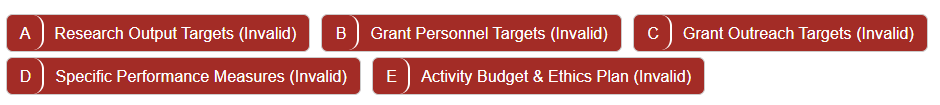 A Research Output Targets (Invalid) B Grant Personnel Targets (Invalid) C Grant Outreach Targets (Invalid)
D Specific Performance Measures (Invalid) E Activity Budget & Ethics Plan (Invalid)